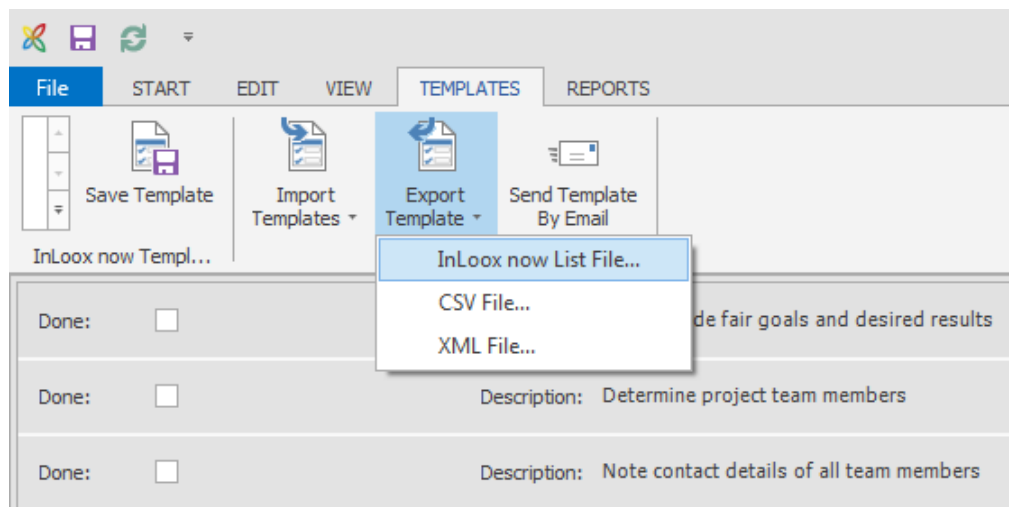 File START EDIT VIEW TEMPLATES REPORTS
Save Template
Import
Templates
Export
Template
Send Template
By Email
InLoox now Templ...
InLoox now List File...
CSV File...
XML File...
Done: de fair goals and desired results
Done: Description: Determine project team members
Done: Description: Note contact details of all team members